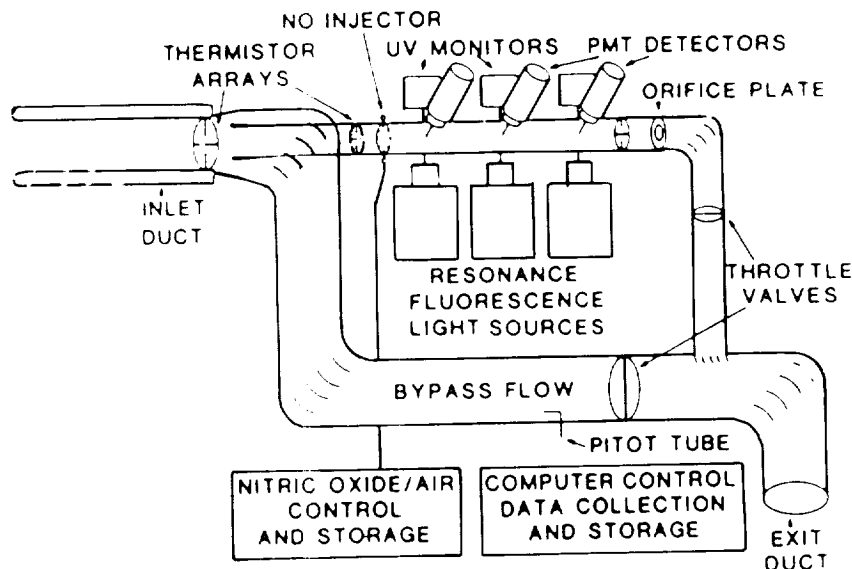 NO INJECTOR
THERMISTOR
ARRAYS
UV MONITORS
PMT DETECTORS
ORIFICE PLATE
INLET
DUCT
RESONANCE
FLUORESCENCE
LIGHT SOURCES
THROTTLE
VALVES
BYPASS FLOW
PITOT TUBE
NITRIC OXIDE/AIR
CONTROL
AND STORAGE
COMPUTER CONTROL
DATA COLLECTION
AND STORAGE
EXIT
DUCT